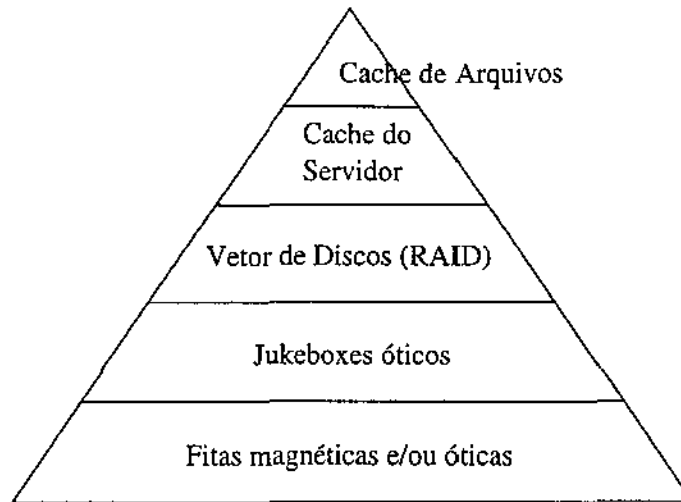 Cache de Arquivos
Cache do
Servidor
Vetor de Discos (RAID)
Jukeboxes óticos
Fitas magnéticas e/ou óticas